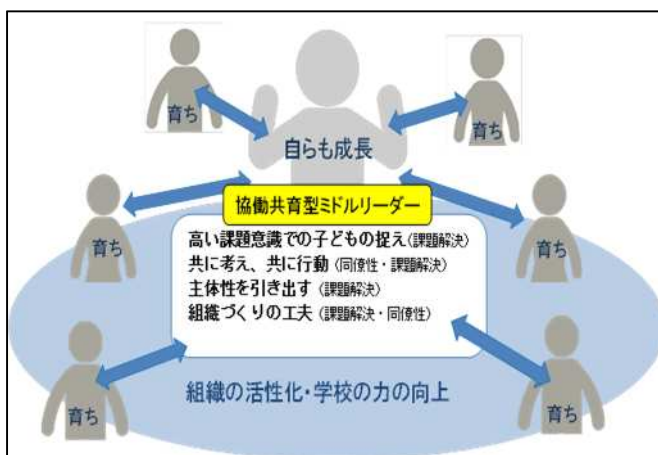 育ち
育ち
自らも成長
協働共育型ミドルリーダー
育ち
育ち
高い課題意識での子どもの捉え(課題解決)
共に考え、共に行動(同僚性・課題解決)
主体性を引き出す(課題解決)
組織づくりの工夫(課題解決・同僚性)
組織の活性化・学校の力の向上
育ち
育ち